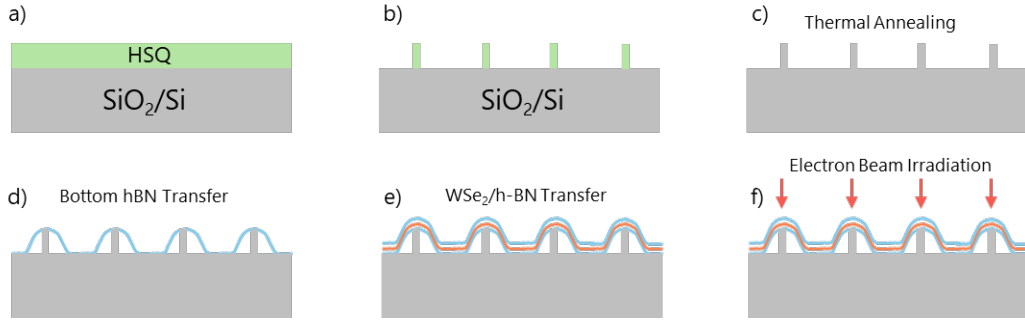 a)
HSQ
SiO₂/Si
b)
SiO₂/Si
c)
Thermal Annealing
d)
Bottom hBN Transfer
e)
WSe₂/h-BN Transfer
f)
Electron Beam Irradiation